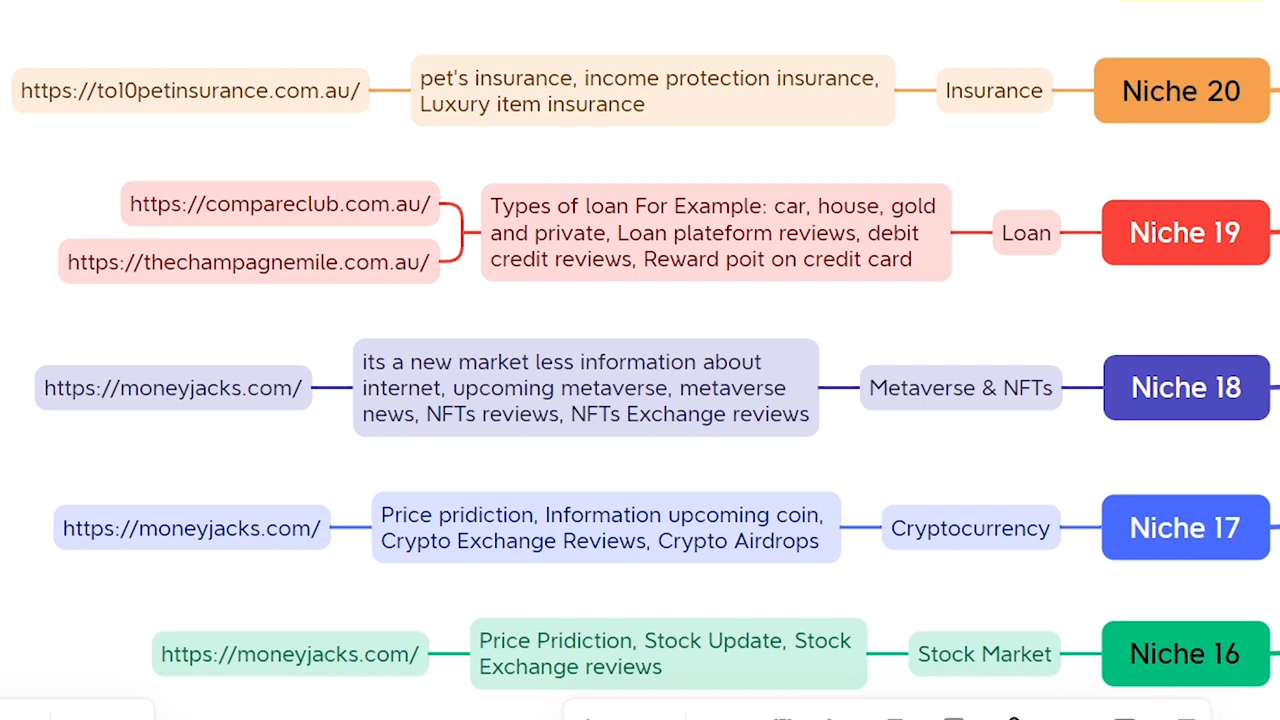 https://to10petinsurance.com.au/
pet's insurance, income protection insurance,
Luxury item insurance
Insurance
Niche 20
https://compareclub.com.au/
https://thechampagnemile.com.au/
Types of loan For Example: car, house, gold
and private, Loan plateform reviews, debit
credit reviews, Reward poit on credit card
Loan
Niche 19
https://moneyjacks.com/
its a new market less information about
internet, upcoming metaverse, metaverse
news, NFTs reviews, NFTs Exchange reviews
Metaverse & NFTs
Niche 18
https://moneyjacks.com/
Price pridiction, Information upcoming coin,
Crypto Exchange Reviews, Crypto Airdrops
Cryptocurrency
Niche 17
https://moneyjacks.com/
Price Pridiction, Stock Update, Stock
Exchange reviews
Stock Market
Niche 16